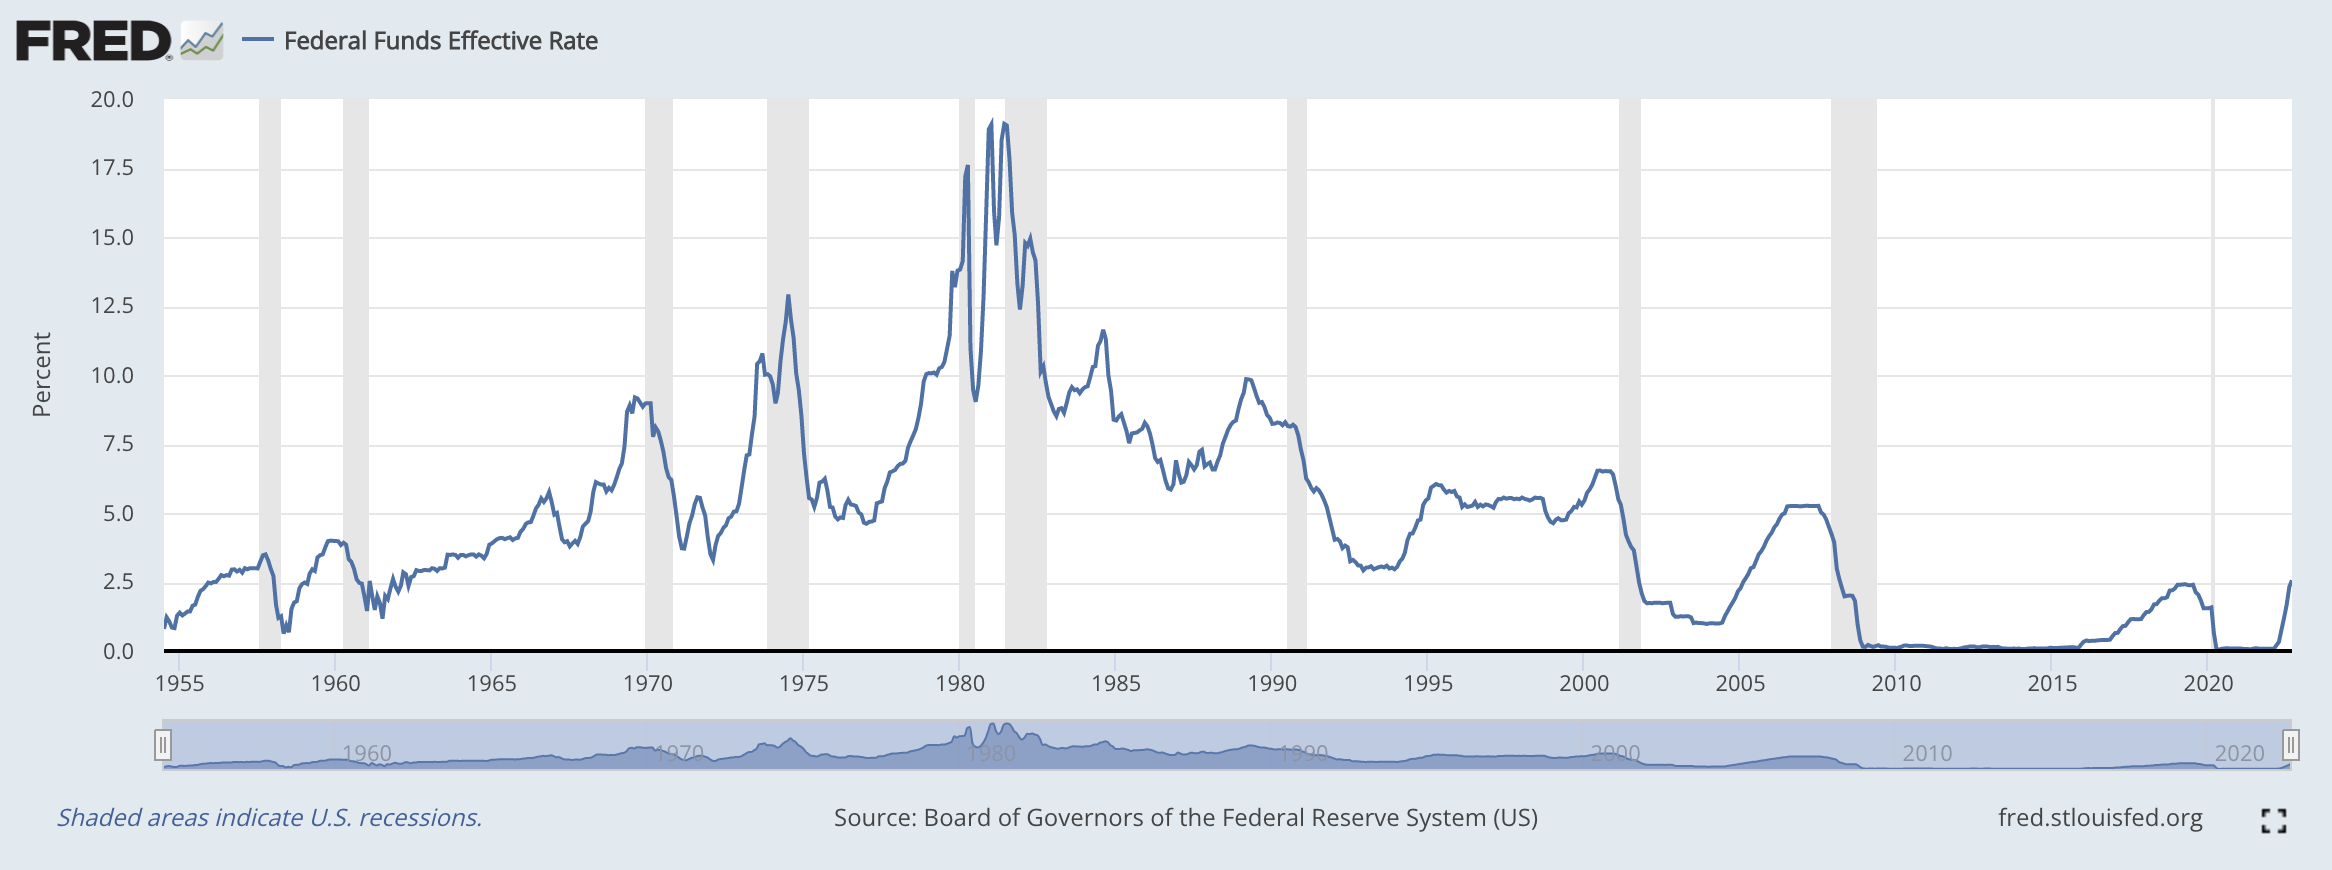 FRED® Federal Funds Effective Rate
Percent
20.0
17.5
15.0
12.5
10.0
7.5
5.0
2.5
0.0
1955 1960 1965 1970 1975 1980 1985 1990 1995 2000 2005 2010 2015 2020
1960 1970 1980 1990 2000 2010 2020
Shaded areas indicate U.S. recessions. Source: Board of Governors of the Federal Reserve System (US) fred.stlouisfed.org